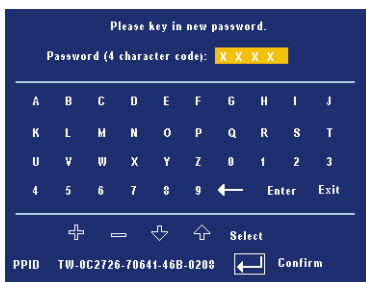 Please key in new password.
Password (4 character code): X X X X
A B C D E F G H I J
K L M N O P Q R S T
U V W X Y Z 0 1 2 3
4 5 6 7 8 9 Enter Exit
Select
PPID TW-0C2726-70641-46B-0208 Confirm